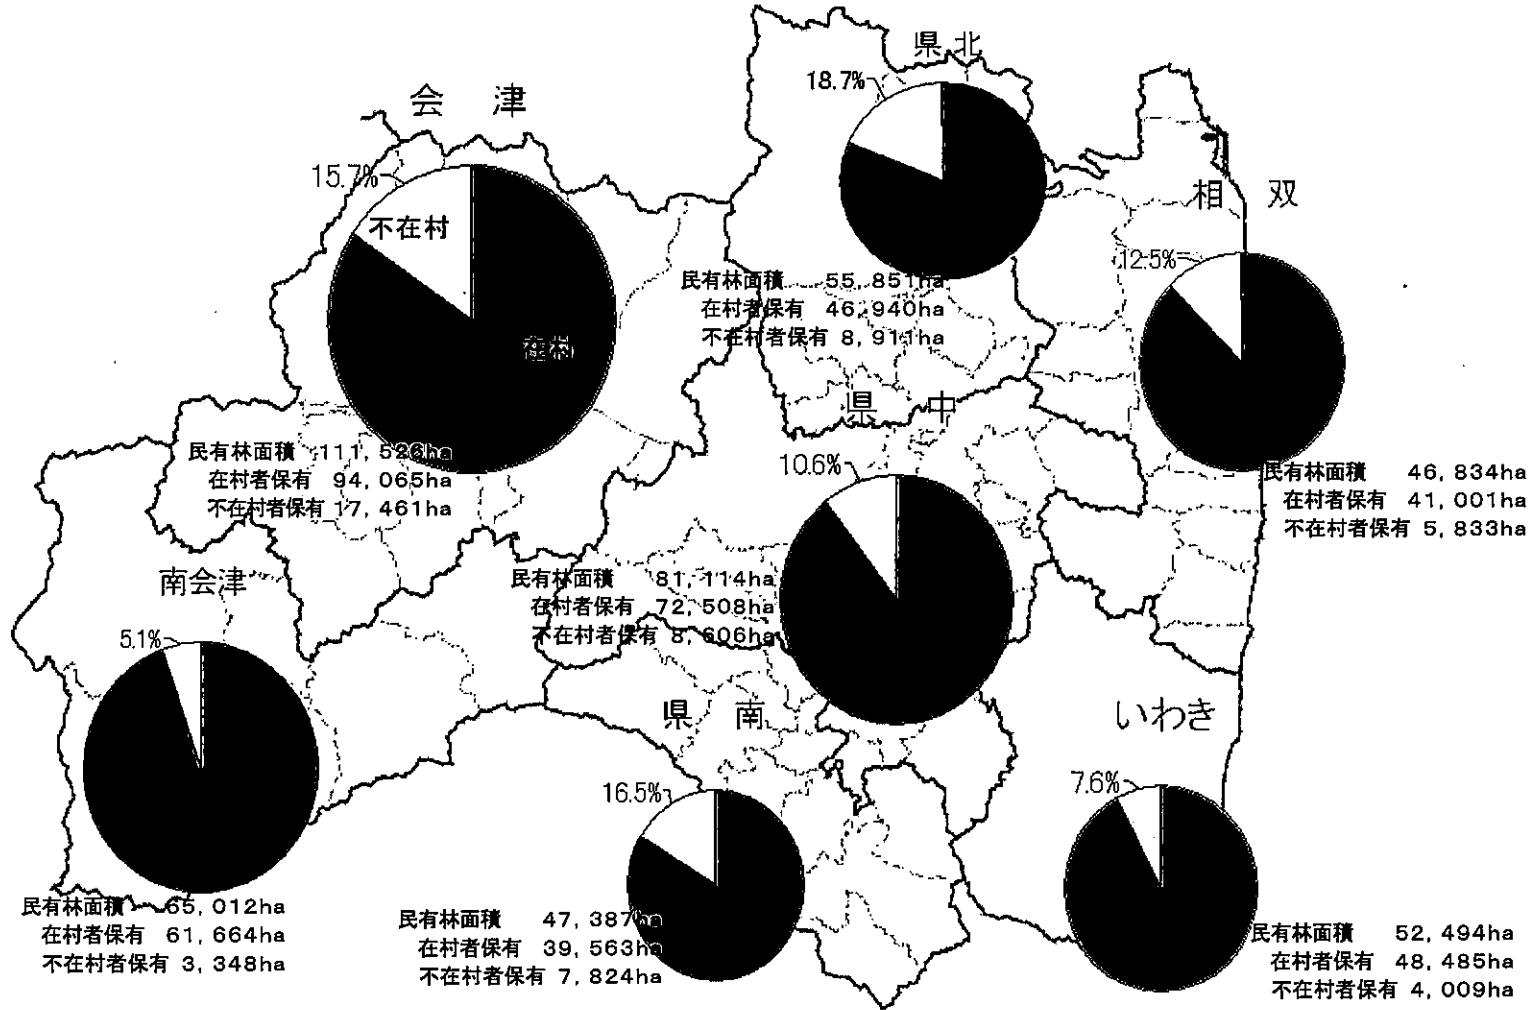 県北
18.7%
民有林面積 55,851ha
在村者保有 46,940ha
不在村者保有 8,911ha
会津
15.7%
不在村
在村
民有林面積 111,526ha
在村者保有 94,065ha
不在村者保有 17,461ha
相双
12.5%
民有林面積 46,834ha
在村者保有 41,001ha
不在村者保有 5,833ha
県中
10.6%
民有林面積 81,114ha
在村者保有 72,508ha
不在村者保有 8,606ha
南会津
5.1%
民有林面積 65,012ha
在村者保有 61,664ha
不在村者保有 3,348ha
県南
16.5%
民有林面積 47,387ha
在村者保有 39,563ha
不在村者保有 7,824ha
いわき
7.6%
民有林面積 52,494ha
在村者保有 48,485ha
不在村者保有 4,009ha